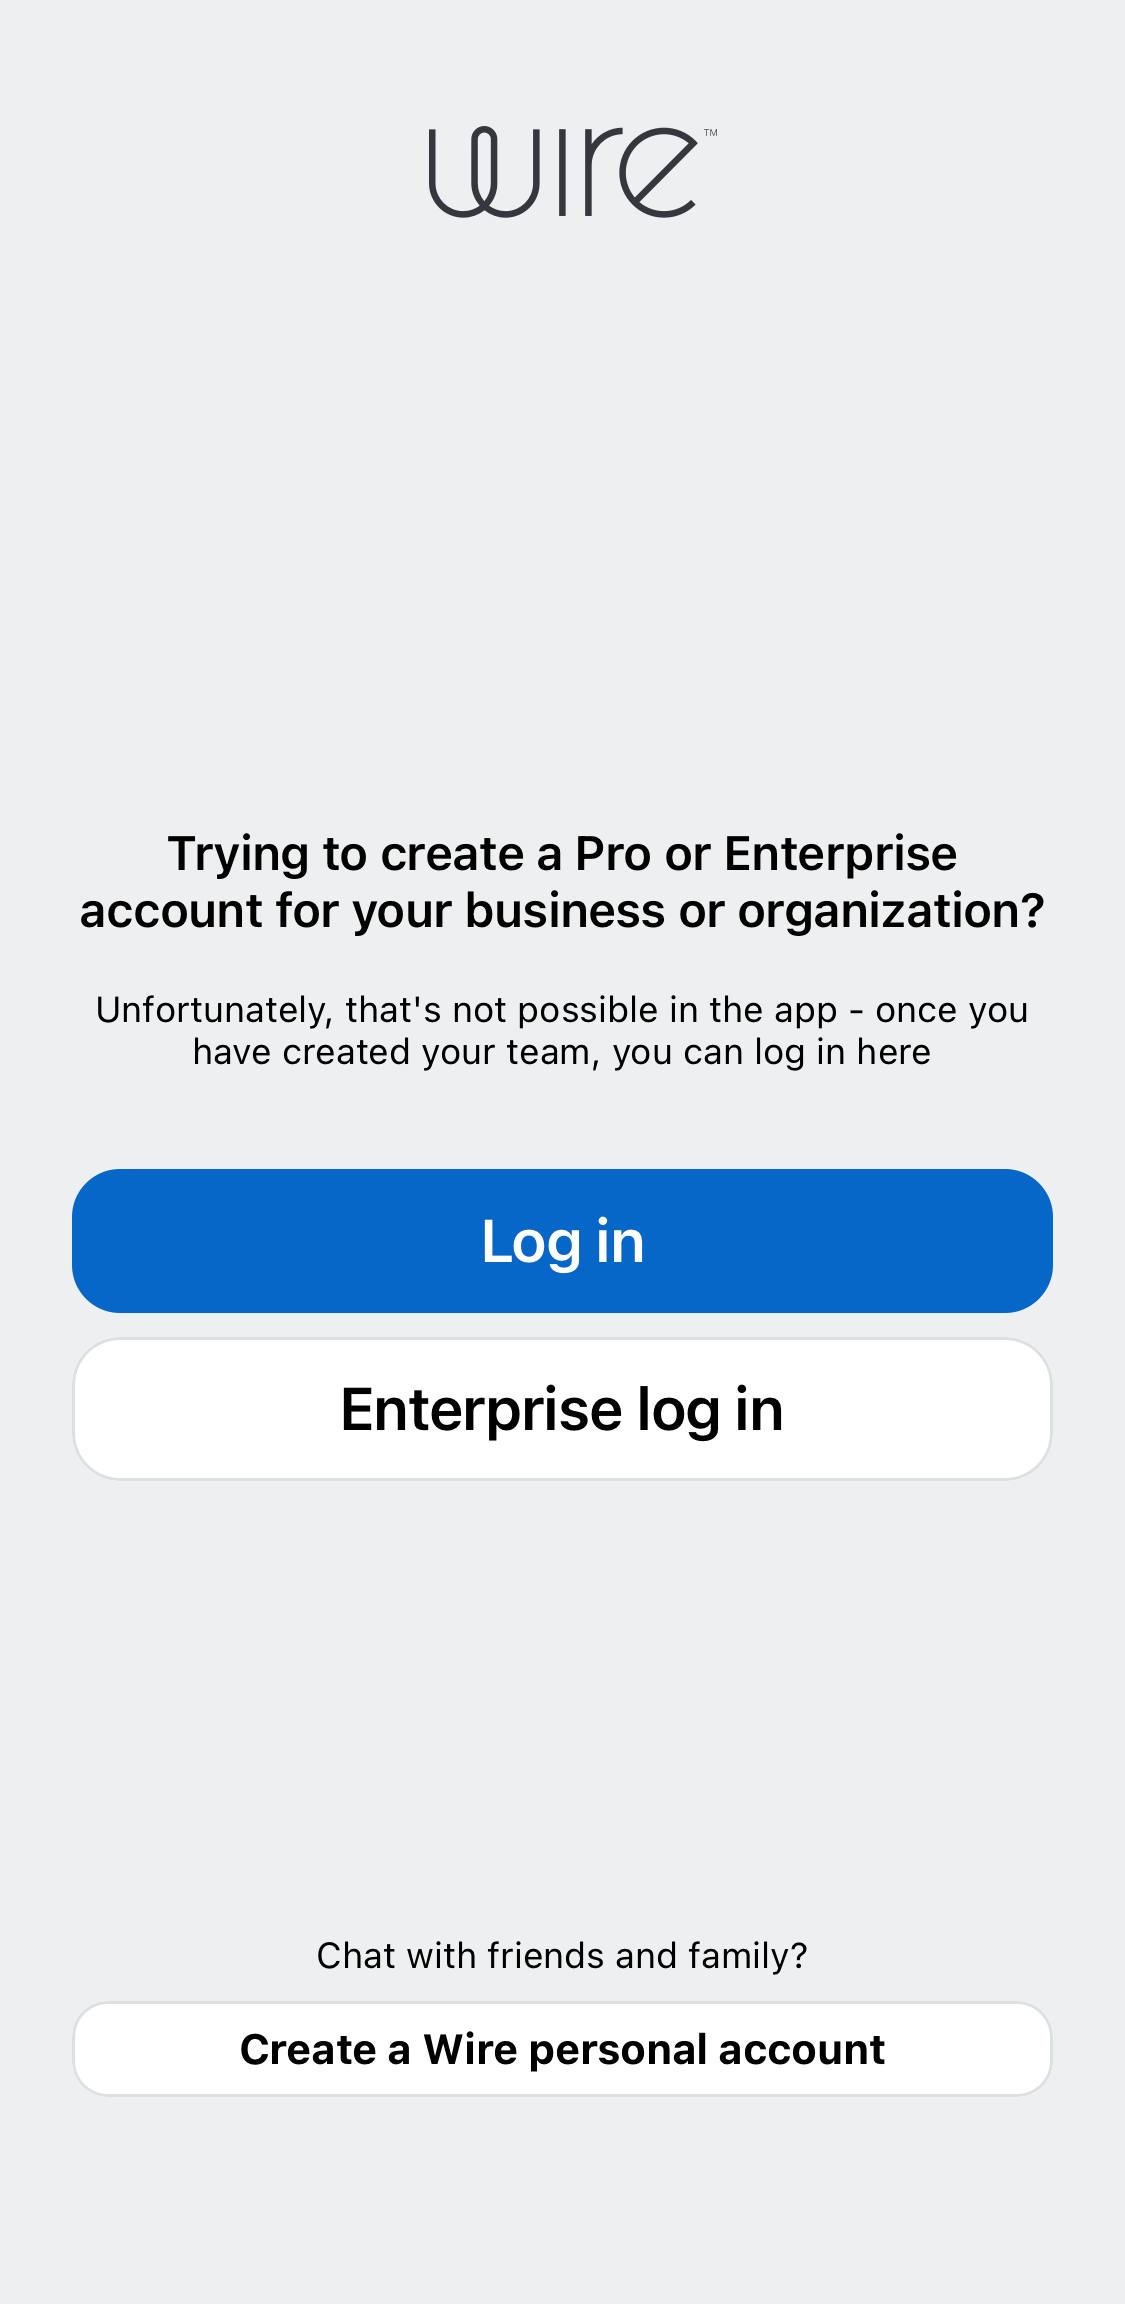 wire™
Trying to create a Pro or Enterprise
account for your business or organization?
Unfortunately, that's not possible in the app - once you
have created your team, you can log in here
Log in
Enterprise log in
Chat with friends and family?
Create a Wire personal account